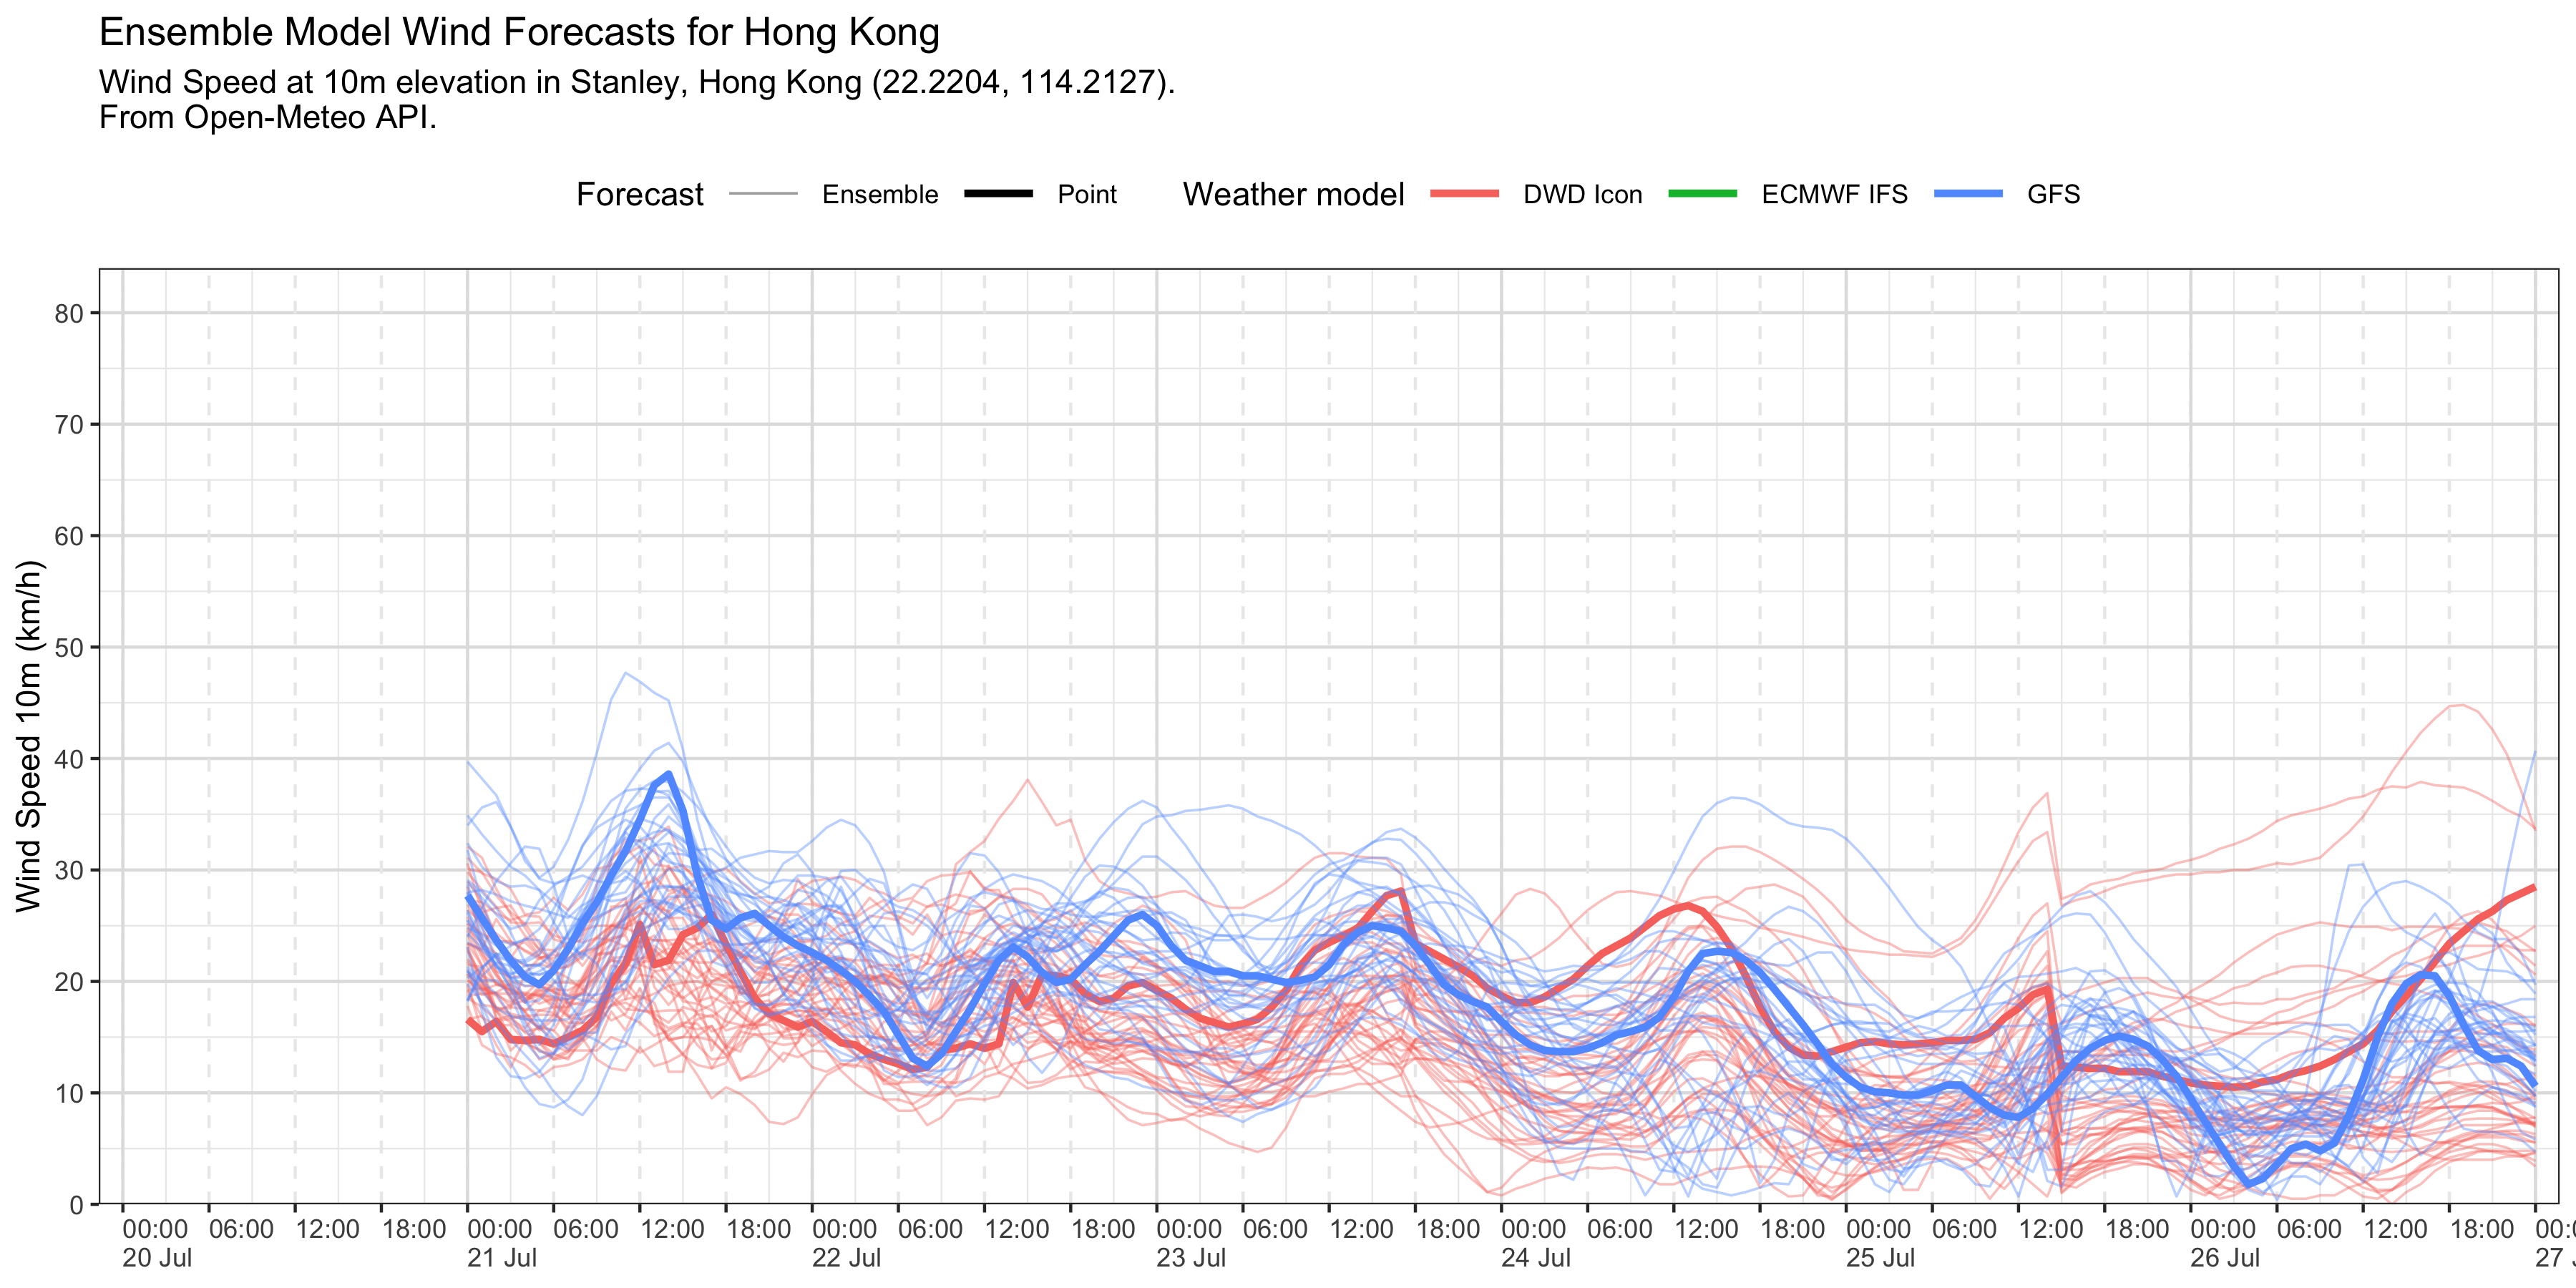 Ensemble Model Wind Forecasts for Hong Kong
Wind Speed at 10m elevation in Stanley, Hong Kong (22.2204, 114.2127).
From Open-Meteo API.
Forecast Ensemble Point Weather model DWD Icon ECMWF IFS GFS
Wind Speed 10m (km/h)
80
70
60
50
40
30
20
10
0
00:00 06:00 12:00 18:00 00:00 06:00 12:00 18:00 00:00 06:00 12:00 18:00 00:00 06:00 12:00 18:00 00:00 06:00 12:00 18:00 00:00 06:00 12:00 18:00 00:00 06:00 12:00 18:00 00:0
20 Jul 21 Jul 22 Jul 23 Jul 24 Jul 25 Jul 26 Jul 27